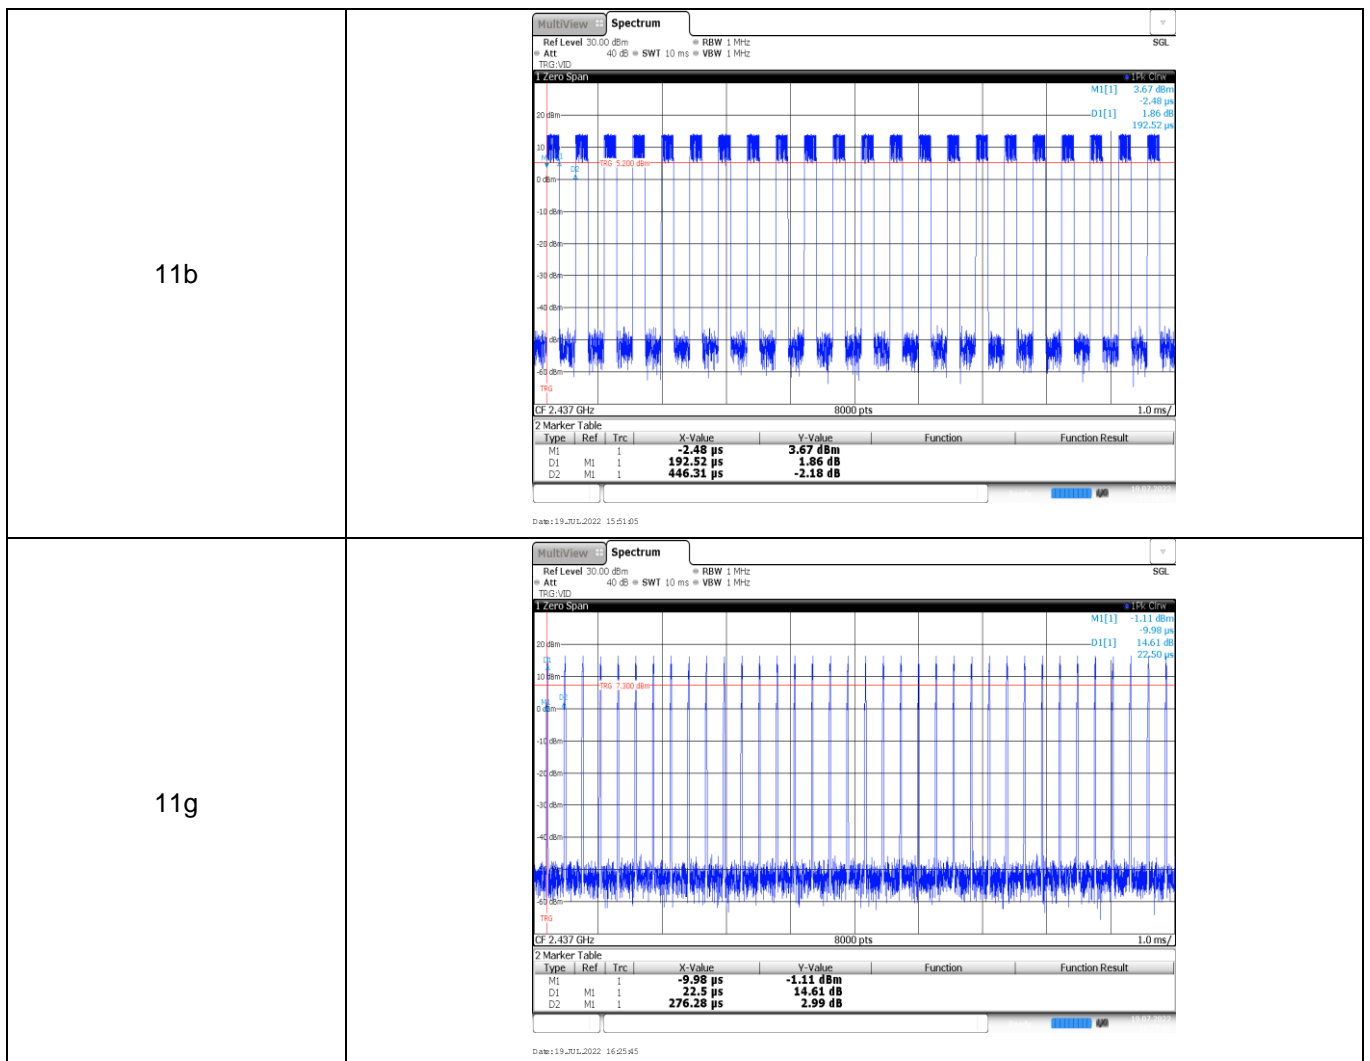 11b
MultiView Spectrum
Ref Level 30.00 dBm RBW 1 MHz SGL
Att 40 dB SWT 10 ms VBW 1 MHz
TRG:VID
1 Zero Span 1Pk Clrw
M1[1] 3.67 dBm
-2.48 µs
20 dBm D1[1] 1.86 dB
192.52 µs
10
TRG 5.200 dBm
D2
0 dBm
-10 dBm
-20 dBm
-30 dBm
-40 dBm
dBm
-60 dBm
TRG
CF 2.437 GHz 8000 pts 1.0 ms/
2 Marker Table
Type Ref Trc X-Value Y-Value Function Function Result
M1 1 -2.48 µs 3.67 dBm
D1 M1 1 192.52 µs 1.86 dB
D2 M1 1 446.31 µs -2.18 dB
19.07.2022
Date: 19.JUL.2022 15:51:05
11g
MultiView Spectrum
Ref Level 30.00 dBm RBW 1 MHz SGL
Att 40 dB SWT 10 ms VBW 1 MHz
TRG:VID
1 Zero Span 1Pk Clrw
M1[1] -1.11 dBm
-9.98 µs
20 dBm D1[1] 14.61 dB
22.50 µs
D1
10 dBm
TRG 7.300 dBm
M1 D2
0 dBm
-10 dBm
-20 dBm
-30 dBm
-40 dBm
-60 dBm
TRG
CF 2.437 GHz 8000 pts 1.0 ms/
2 Marker Table
Type Ref Trc X-Value Y-Value Function Function Result
M1 1 -9.98 µs -1.11 dBm
D1 M1 1 22.5 µs 14.61 dB
D2 M1 1 276.28 µs 2.99 dB
19.07.2022
Date: 19.JUL.2022 16:25:45